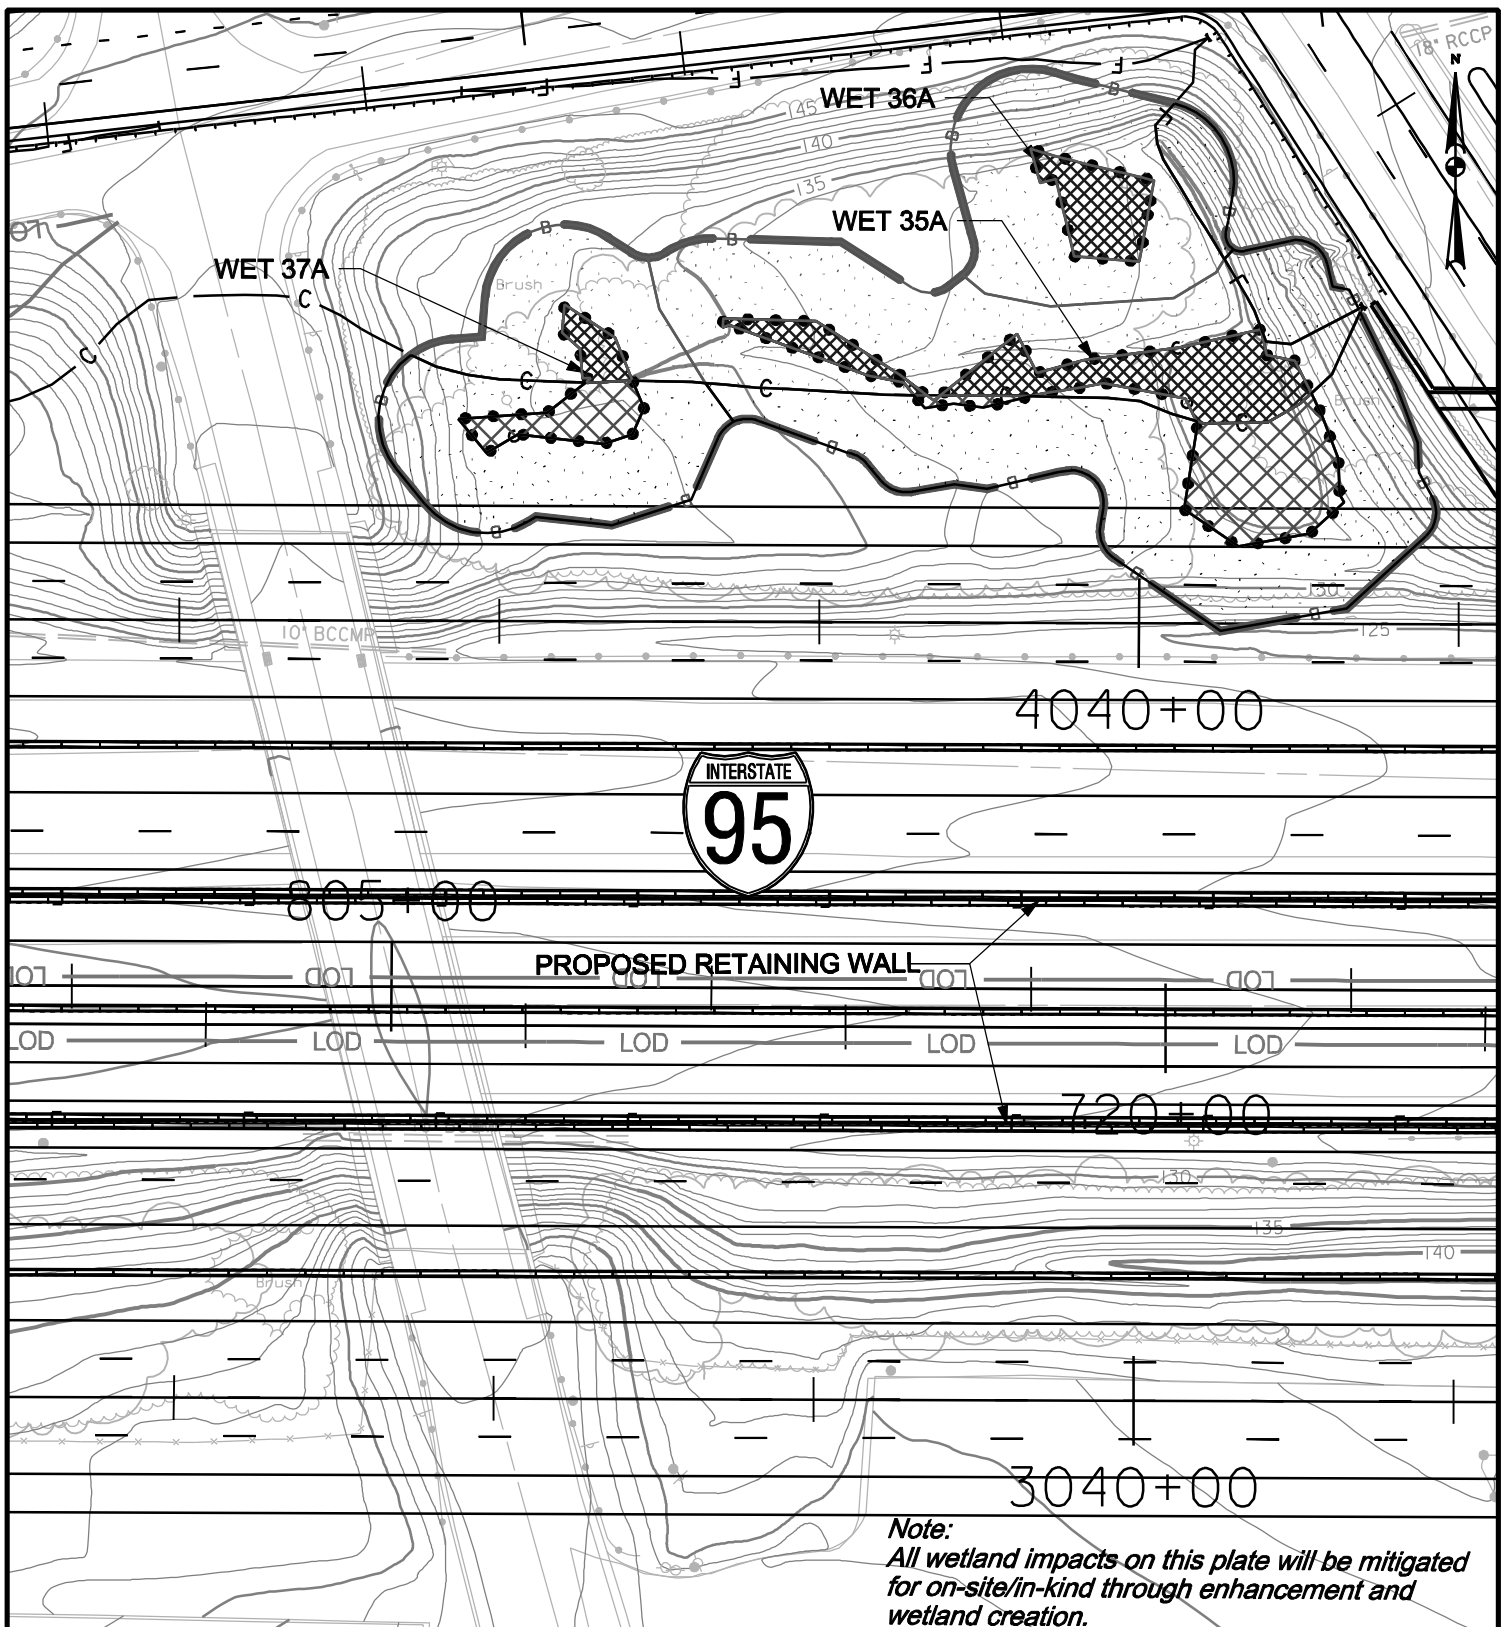 18" RCCP
N
WET 36A
145
140
135
WET 35A
WET 37A
Brush
Brush
C
C
C
C
C
C
B
B
B
B
B
B
B
B
B
B
B
B
130
125
10" BCCMP
4040+00
INTERSTATE
95
805+00
PROPOSED RETAINING WALL
LOD
LOD
LOD
LOD
LOD
LOD
LOD
LOD
LOD
LOD
720+00
130
135
140
Brush
3040+00
Note:
All wetland impacts on this plate will be mitigated
for on-site/in-kind through enhancement and
wetland creation.